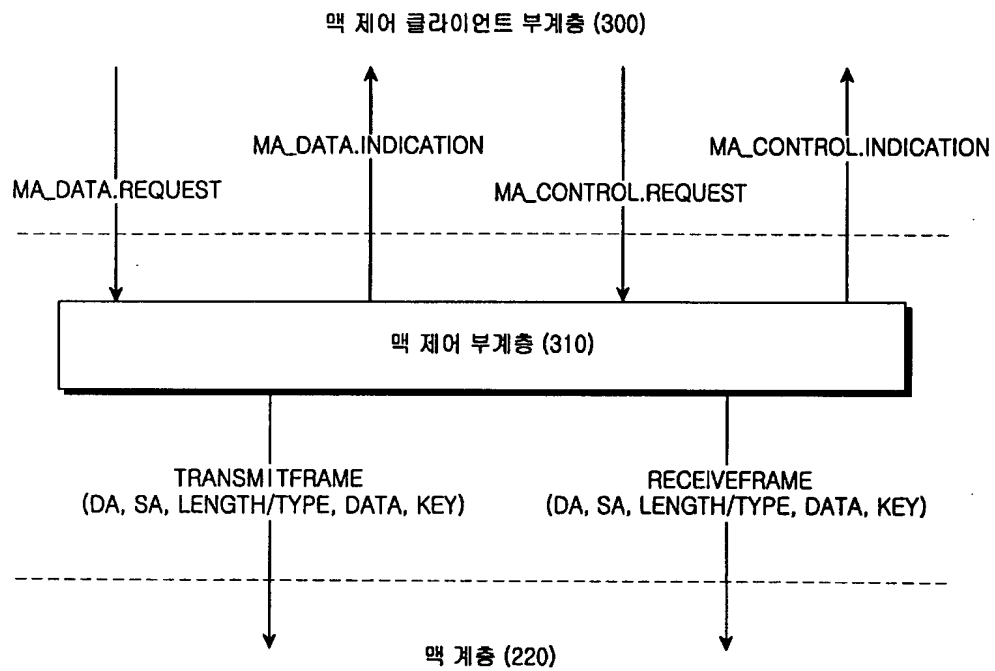 맥 제어 클라이언트 부계층 (300)
MA_DATA.INDICATION
MA_CONTROL.INDICATION
MA_DATA.REQUEST
MA_CONTROL.REQUEST
맥 제어 부계층 (310)
TRANSMITFRAME
(DA, SA, LENGTH/TYPE, DATA, KEY)
RECEIVEFRAME
(DA, SA, LENGTH/TYPE, DATA, KEY)
맥 계층 (220)